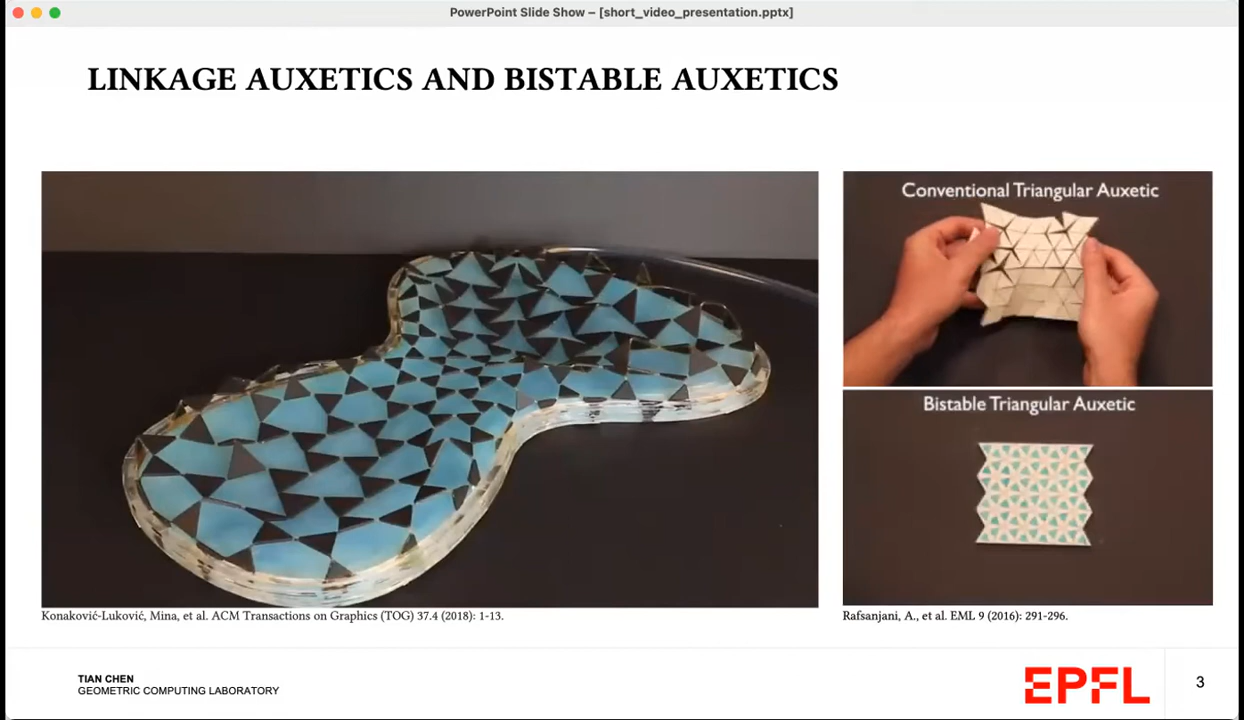 PowerPoint Slide Show – [short_video_presentation.pptx]
LINKAGE AUXETICS AND BISTABLE AUXETICS
Conventional Triangular Auxetic
Bistable Triangular Auxetic
Konaković-Luković, Mina, et al. ACM Transactions on Graphics (TOG) 37.4 (2018): 1-13.
Rafsanjani, A., et al. EML 9 (2016): 291-296.
TIAN CHEN
GEOMETRIC COMPUTING LABORATORY
EPFL
3